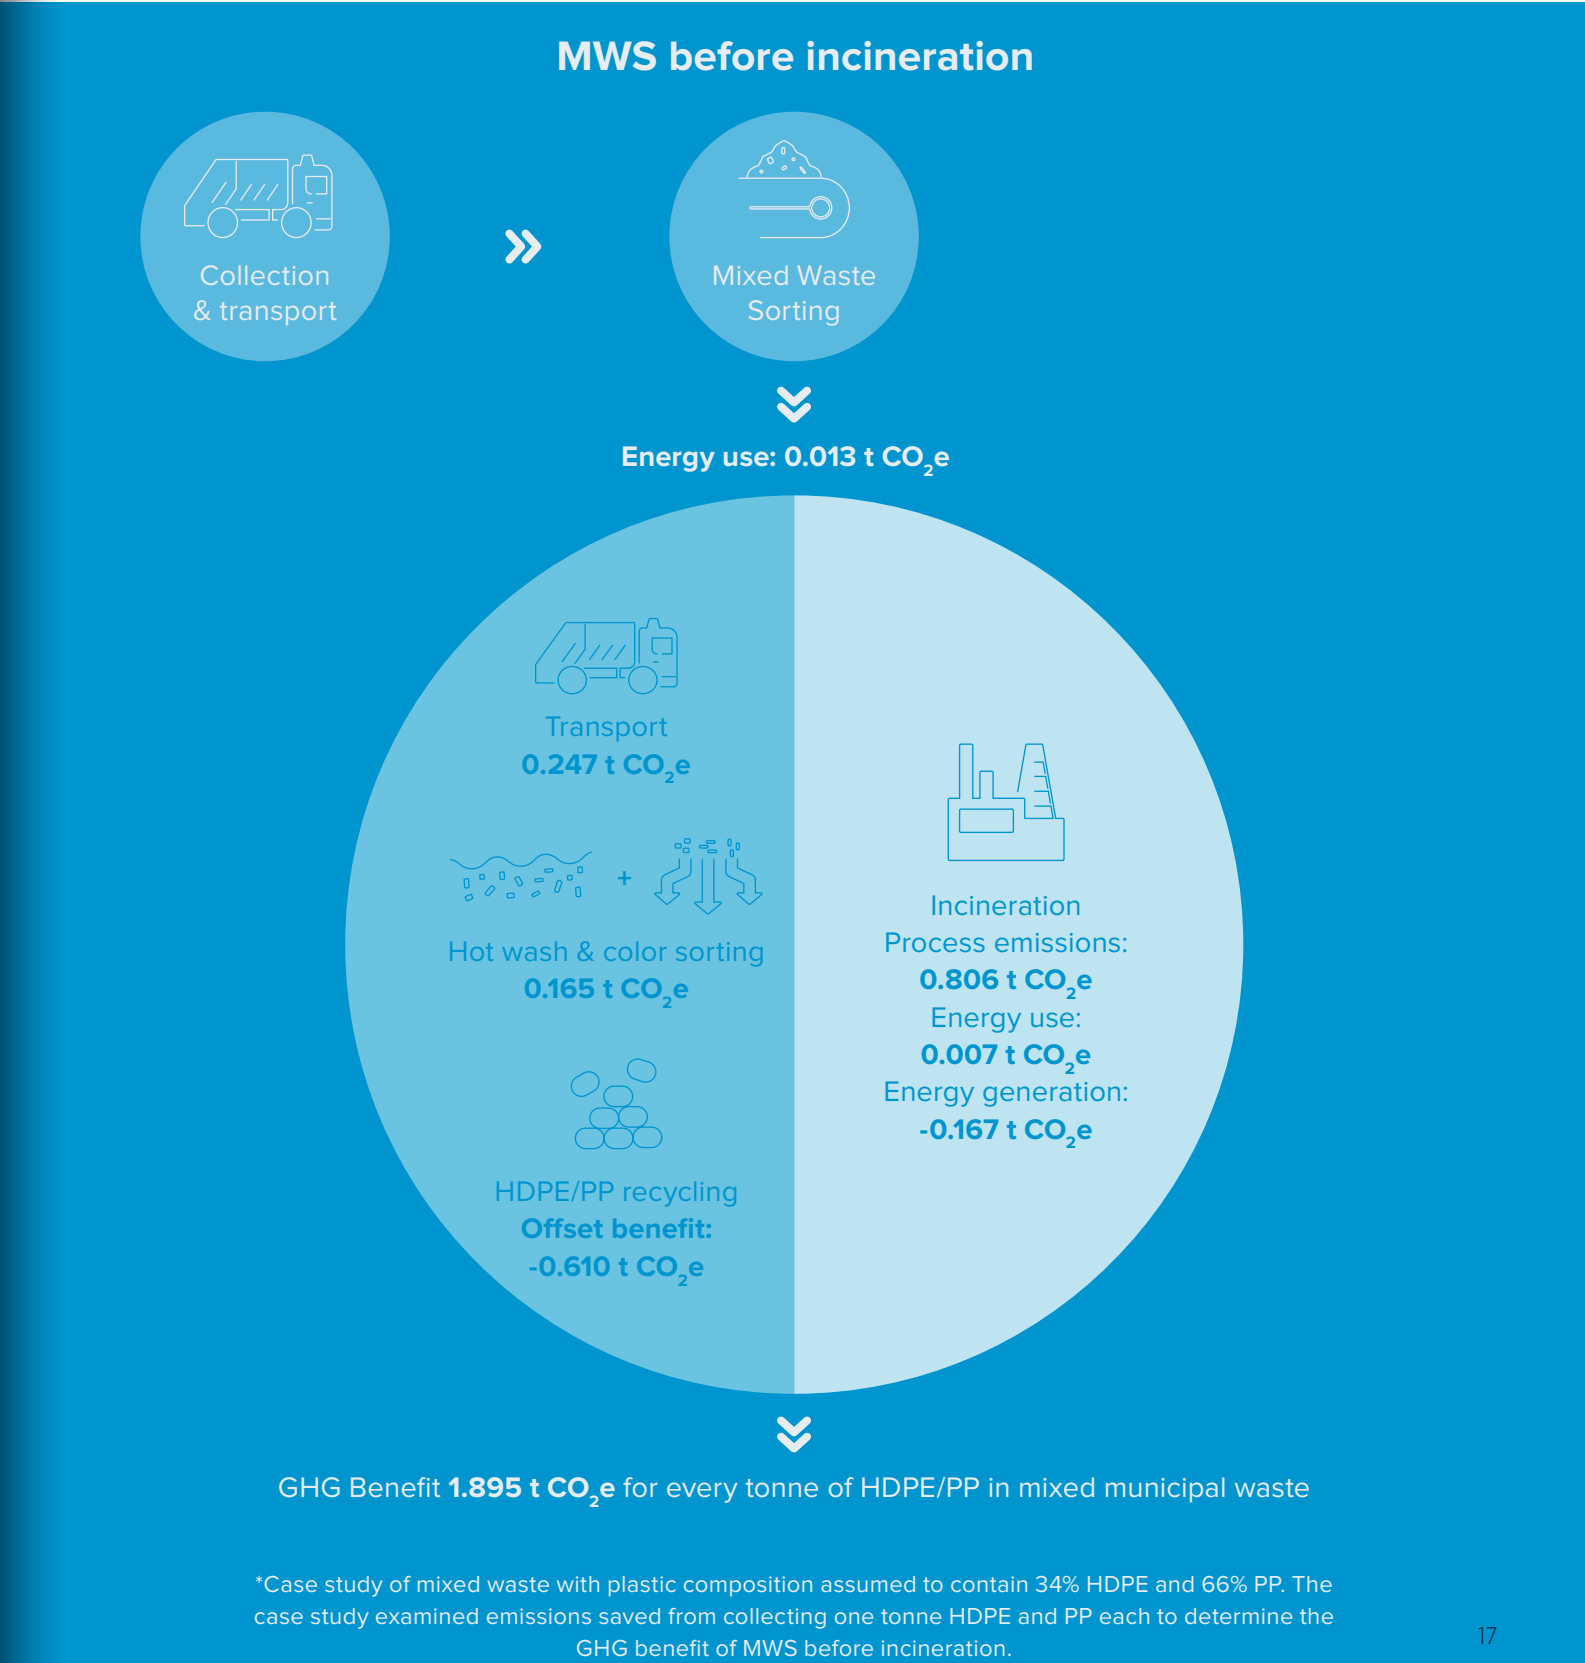 MWS before incineration
Collection
& transport
Mixed Waste
Sorting
Energy use: 0.013 t CO₂e
Transport
0.247 t CO₂e
+
Hot wash & color sorting
0.165 t CO₂e
HDPE/PP recycling
Offset benefit:
-0.610 t CO₂e
Incineration
Process emissions:
0.806 t CO₂e
Energy use:
0.007 t CO₂e
Energy generation:
-0.167 t CO₂e
GHG Benefit 1.895 t CO₂e for every tonne of HDPE/PP in mixed municipal waste
*Case study of mixed waste with plastic composition assumed to contain 34% HDPE and 66% PP. The
case study examined emissions saved from collecting one tonne HDPE and PP each to determine the
GHG benefit of MWS before incineration.
17